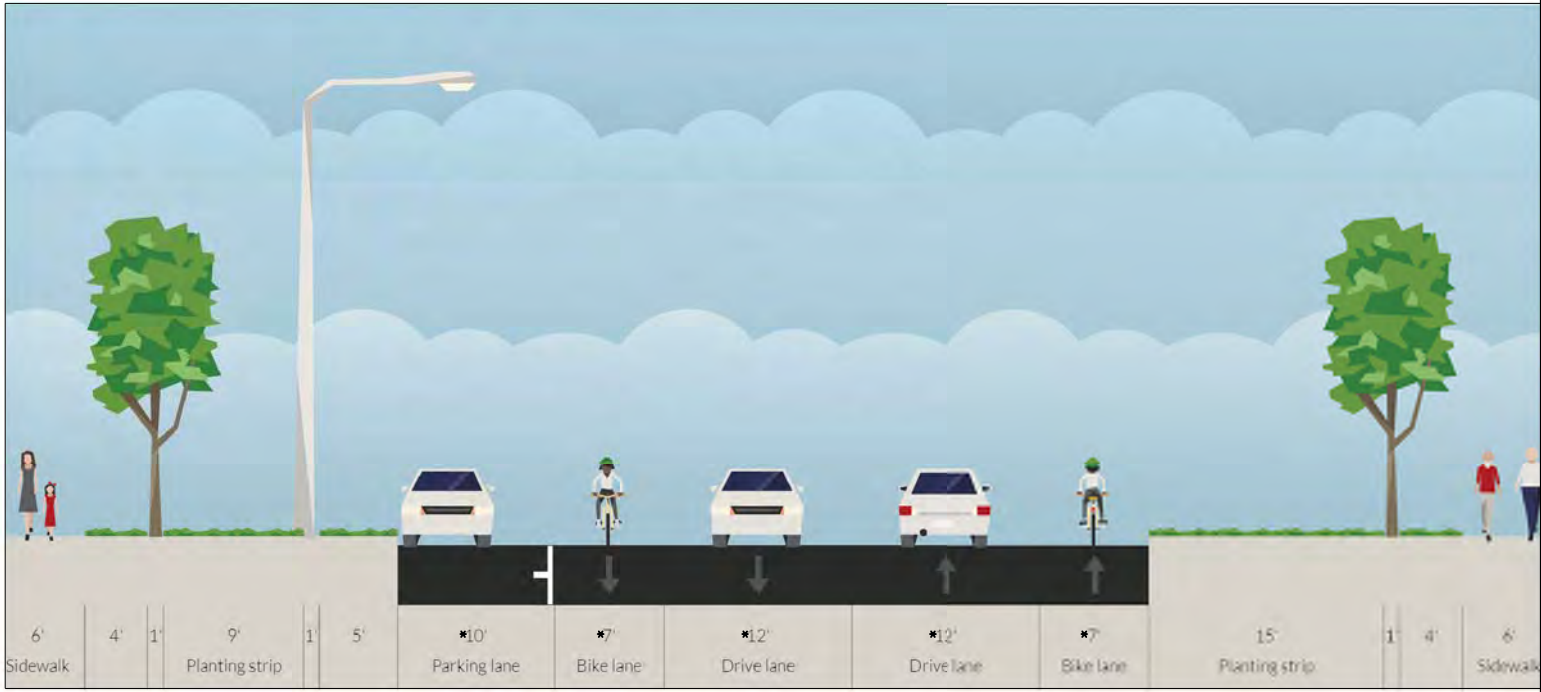 6' 4' 1' 9' 1' 5' *10' *7' *12' *12' *7' 15' 1' 4' 6'
Sidewalk Planting strip Parking lane Bike lane Drive lane Drive lane Bike lane Planting strip Sidewalk